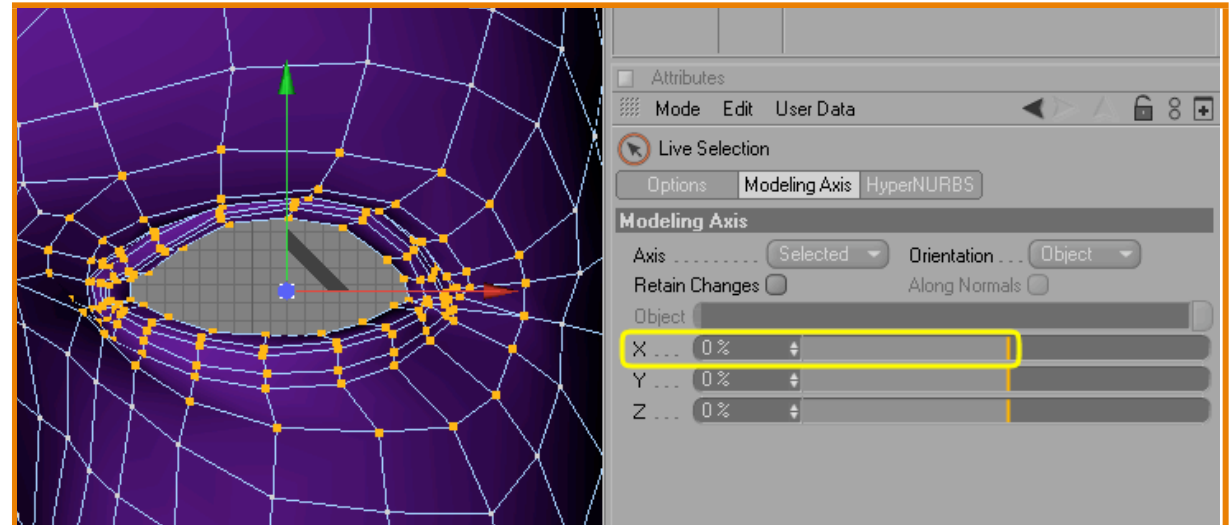 Attributes
Mode Edit User Data
Live Selection
Options Modeling Axis HyperNURBS
Modeling Axis
Axis ......... Selected Orientation ... Object
Retain Changes Along Normals
Object
X ... 0 %
Y ... 0 %
Z ... 0 %